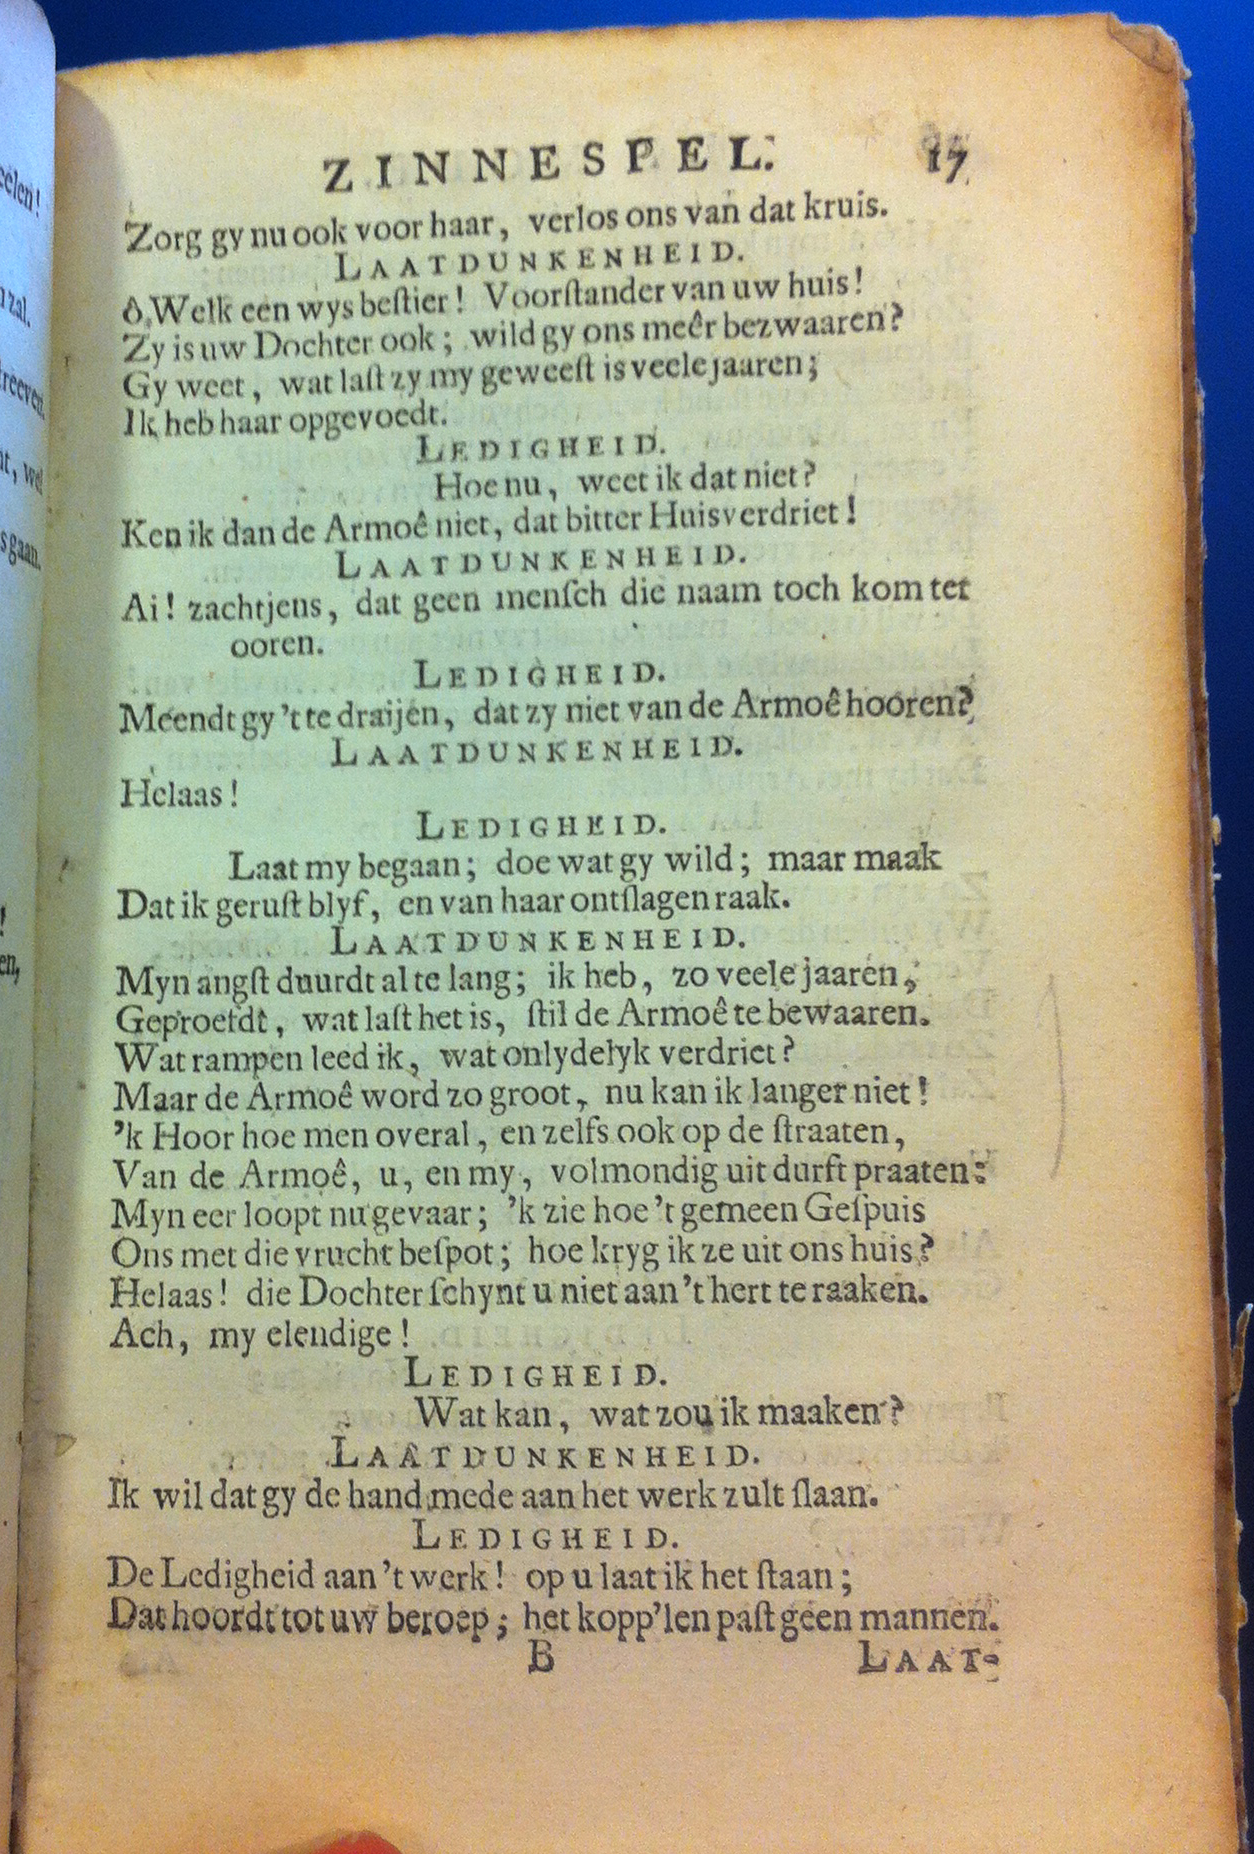 ZINNESPEL. 17
Zorg gy nu ook voor haar, verlos ons van dat kruis.
LAATDUNKENHEID.
ô Welk een wys beſtier! Voorſtander van uw huis!
Zy is uw Dochter ook; wild gy ons meêr bezwaaren?
Gy weet, wat laſt zy my geweeſt is veele jaaren;
Ik heb haar opgevoedt.
LEDIGHEID.
Hoe nu, weet ik dat niet?
Ken ik dan de Armoê niet, dat bitter Huisverdriet!
LAATDUNKENHEID.
Ai! zachtjens, dat geen menſch die naam toch kom ter
ooren.
LEDIGHEID.
Meendt gy 't te draijen, dat zy niet van de Armoê hooren?
LAATDUNKENHEID.
Helaas!
LEDIGHEID.
Laat my begaan; doe wat gy wild; maar maak
Dat ik geruſt blyf, en van haar ontſlagen raak.
LAATDUNKENHEID.
Myn angſt duurdt al te lang; ik heb, zo veele jaaren,
Geproefdt, wat laſt het is, ſtil de Armoê te bewaaren.
Wat rampen leed ik, wat onlydelyk verdriet?
Maar de Armoê word zo groot, nu kan ik langer niet!
'k Hoor hoe men overal, en zelfs ook op de ſtraaten,
Van de Armoê, u, en my, volmondig uit durft praaten:
Myn eer loopt nu gevaar; 'k zie hoe 't gemeen Geſpuis
Ons met die vrucht beſpot; hoe kryg ik ze uit ons huis?
Helaas! die Dochter ſchynt u niet aan 't hert te raaken.
Ach, my elendige!
LEDIGHEID.
Wat kan, wat zou ik maaken?
LAATDUNKENHEID.
Ik wil dat gy de hand mede aan het werk zult ſlaan.
LEDIGHEID.
De Ledigheid aan 't werk! op u laat ik het ſtaan;
Dat hoordt tot uw beroep; het kopp'len paſt geen mannen.
B LAAT-